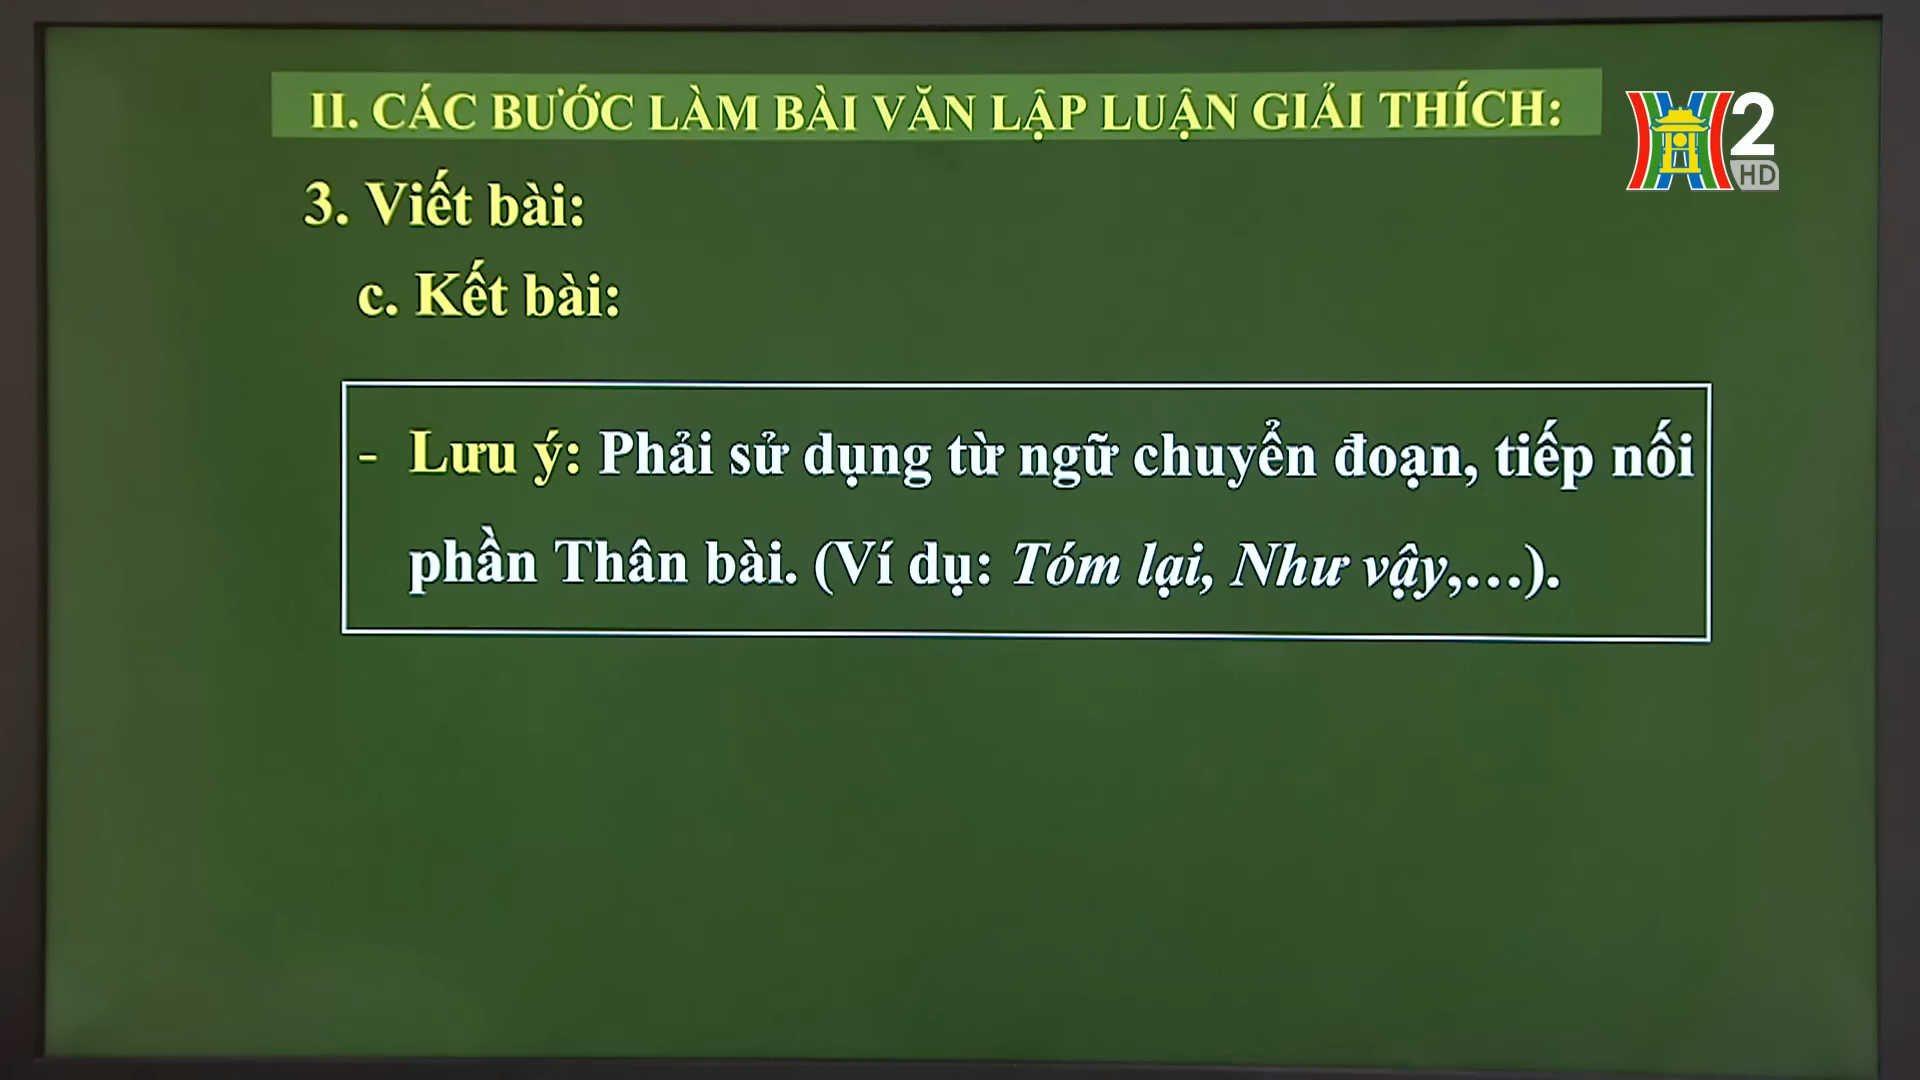 II. CÁC BƯỚC LÀM BÀI VĂN LẬP LUẬN GIẢI THÍCH:
2
HD
3. Viết bài:
c. Kết bài:
- Lưu ý: Phải sử dụng từ ngữ chuyển đoạn, tiếp nối
phần Thân bài. (Ví dụ: Tóm lại, Như vậy,…).